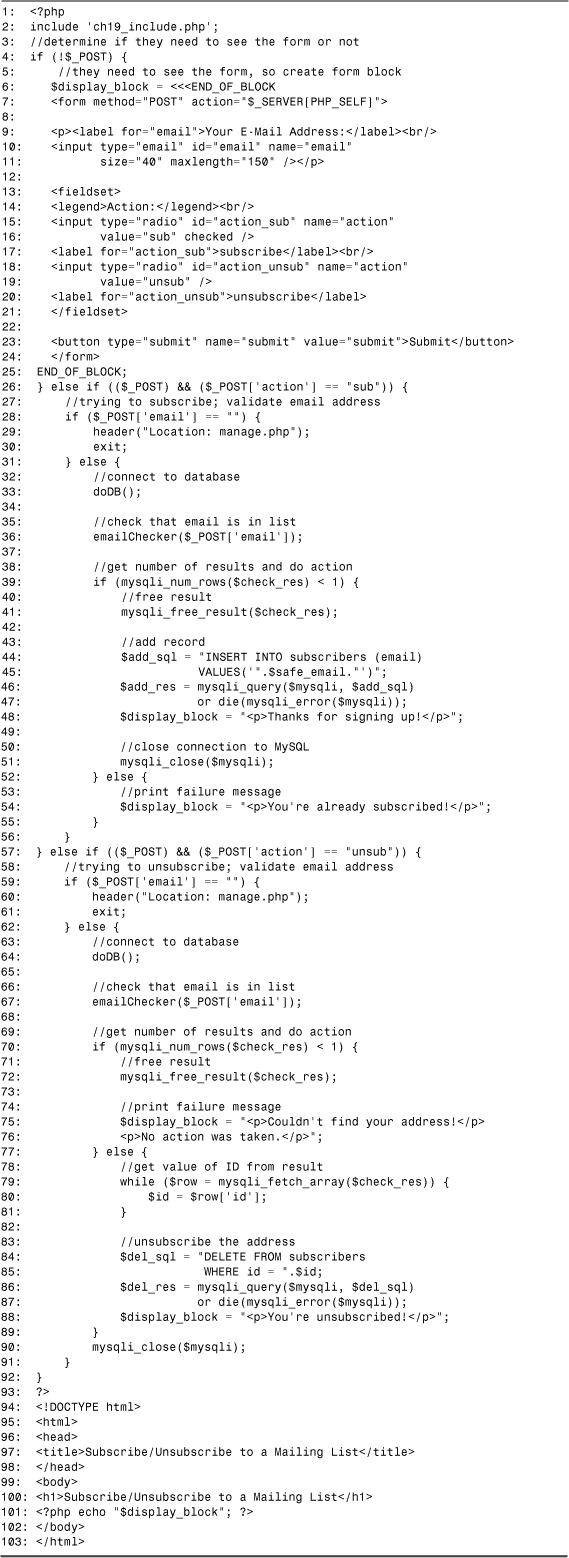 1: <?php
2: include 'ch19_include.php';
3: //determine if they need to see the form or not
4: if (!$_POST) {
5:     //they need to see the form, so create form block
6:    $display_block = <<<END_OF_BLOCK
7:    <form method="POST" action="$_SERVER[PHP_SELF]">
8:
9:    <p><label for="email">Your E-Mail Address:</label><br/>
10:    <input type="email" id="email" name="email"
11:           size="40" maxlength="150" /></p>
12:
13:    <fieldset>
14:    <legend>Action:</legend><br/>
15:    <input type="radio" id="action_sub" name="action"
16:           value="sub" checked />
17:    <label for="action_sub">subscribe</label><br/>
18:    <input type="radio" id="action_unsub" name="action"
19:           value="unsub" />
20:    <label for="action_unsub">unsubscribe</label>
21:    </fieldset>
22:
23:    <button type="submit" name="submit" value="submit">Submit</button>
24:    </form>
25:  END_OF_BLOCK;
26:  } else if (($_POST) && ($_POST['action'] == "sub")) {
27:      //trying to subscribe; validate email address
28:      if ($_POST['email'] == "") {
29:          header("Location: manage.php");
30:          exit;
31:      } else {
32:          //connect to database
33:          doDB();
34:
35:          //check that email is in list
36:          emailChecker($_POST['email']);
37:
38:          //get number of results and do action
39:          if (mysqli_num_rows($check_res) < 1) {
40:              //free result
41:              mysqli_free_result($check_res);
42:
43:              //add record
44:              $add_sql = "INSERT INTO subscribers (email)
45:                         VALUES('".$safe_email."')";
46:              $add_res = mysqli_query($mysqli, $add_sql)
47:                         or die(mysqli_error($mysqli));
48:              $display_block = "<p>Thanks for signing up!</p>";
49:
50:              //close connection to MySQL
51:              mysqli_close($mysqli);
52:          } else {
53:              //print failure message
54:              $display_block = "<p>You're already subscribed!</p>";
55:          }
56:      }
57:  } else if (($_POST) && ($_POST['action'] == "unsub")) {
58:      //trying to unsubscribe; validate email address
59:      if ($_POST['email'] == "") {
60:          header("Location: manage.php");
61:          exit;
62:      } else {
63:          //connect to database
64:          doDB();
65:
66:          //check that email is in list
67:          emailChecker($_POST['email']);
68:
69:          //get number of results and do action
70:          if (mysqli_num_rows($check_res) < 1) {
71:              //free result
72:              mysqli_free_result($check_res);
73:
74:              //print failure message
75:              $display_block = "<p>Couldn't find your address!</p>
76:              <p>No action was taken.</p>";
77:          } else {
78:              //get value of ID from result
79:              while ($row = mysqli_fetch_array($check_res)) {
80:                  $id = $row['id'];
81:              }
82:
83:              //unsubscribe the address
84:              $del_sql = "DELETE FROM subscribers
85:                          WHERE id = ".$id;
86:              $del_res = mysqli_query($mysqli, $del_sql)
87:                         or die(mysqli_error($mysqli));
88:              $display_block = "<p>You're unsubscribed!</p>";
89:          }
90:          mysqli_close($mysqli);
91:      }
92:  }
93:  ?>
94:  <!DOCTYPE html>
95:  <html>
96:  <head>
97:  <title>Subscribe/Unsubscribe to a Mailing List</title>
98:  </head>
99:  <body>
100: <h1>Subscribe/Unsubscribe to a Mailing List</h1>
101: <?php echo "$display_block"; ?>
102: </body>
103: </html>